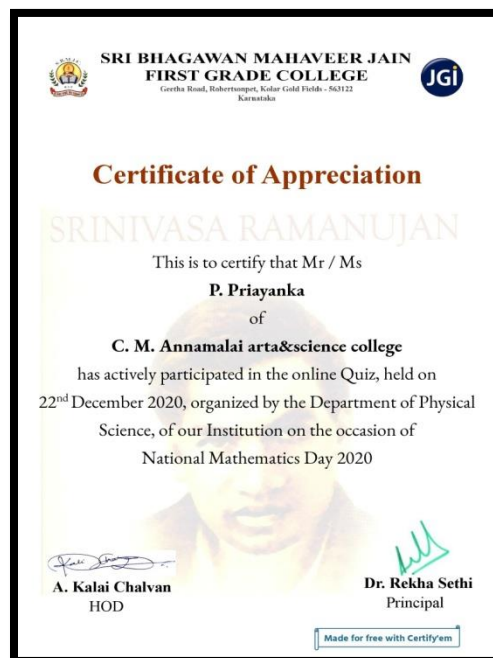 SRI BHAGAWAN MAHAVEER JAIN
FIRST GRADE COLLEGE
Geetha Road, Robertsonpet, Kolar Gold Fields - 563122
Karnataka
JGi
Certificate of Appreciation
SRINIVASA RAMANUJAN
This is to certify that Mr / Ms
P. Priayanka
of
C. M. Annamalai arta&science college
has actively participated in the online Quiz, held on
22nd December 2020, organized by the Department of Physical
Science, of our Institution on the occasion of
National Mathematics Day 2020
A. Kalai Chalvan
HOD
Dr. Rekha Sethi
Principal
Made for free with Certify'em